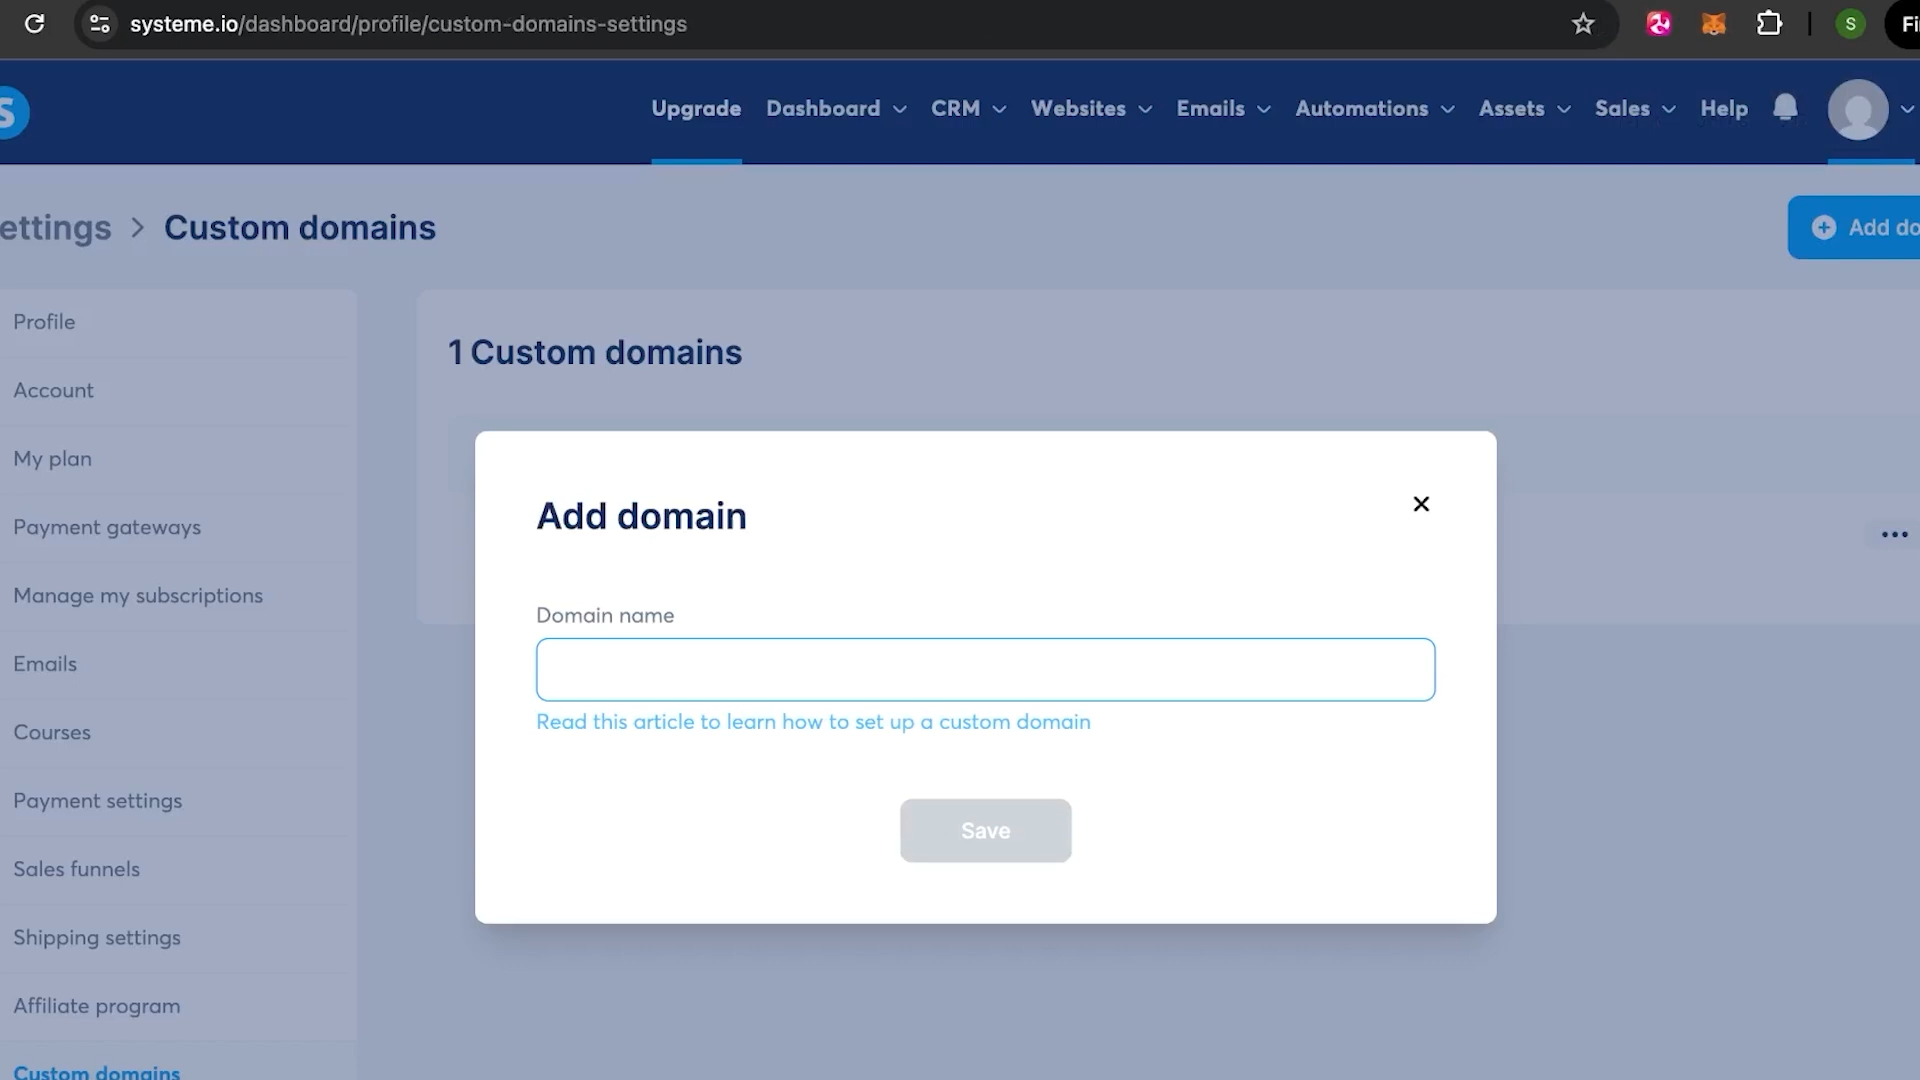 systeme.io/dashboard/profile/custom-domains-settings
S
Fi
S
Upgrade Dashboard CRM Websites Emails Automations Assets Sales Help
ettings > Custom domains
Add do
Profile
Account
My plan
Payment gateways
Manage my subscriptions
Emails
Courses
Payment settings
Sales funnels
Shipping settings
Affiliate program
Custom domains
1 Custom domains
Add domain
Domain name
Read this article to learn how to set up a custom domain
Save